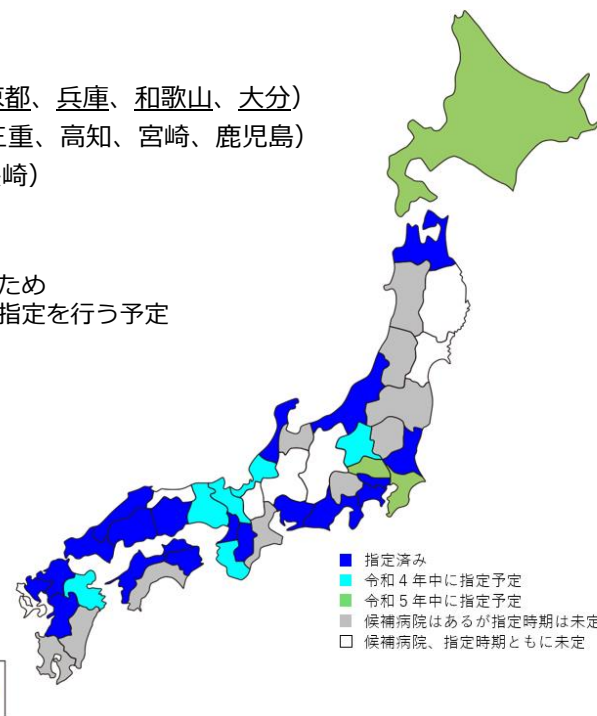 都、兵庫、和歌山、大分）
重、高知、宮崎、鹿児島）
崎）
ため
指定を行う予定
指定済み
令和４年中に指定予定
令和５年中に指定予定
候補病院はあるが指定時期は未定
候補病院、指定時期ともに未定